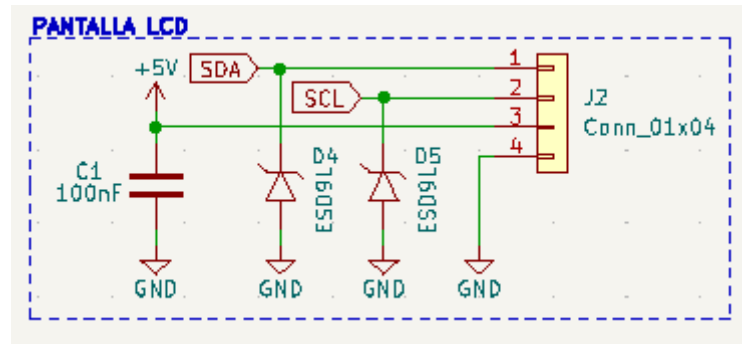 PANTALLA LCD
+5V
SDA
SCL
1
2
3
4
J2
Conn_01x04
C1
100nF
D4
ESD9L
D5
ESD9L
GND
GND
GND
GND